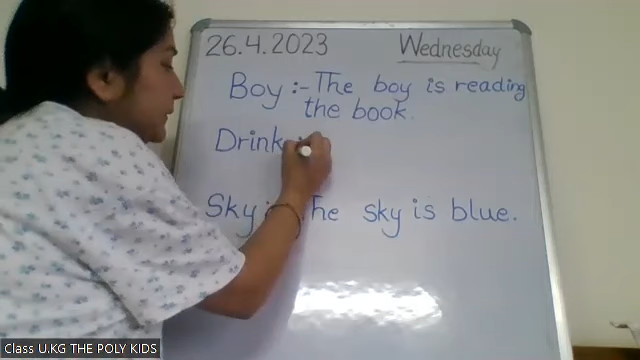 26.4.2023 Wednesday
Boy :- The boy is reading
the book.
Drink
Sky :- The sky is blue.
Class U.KG THE POLY KIDS